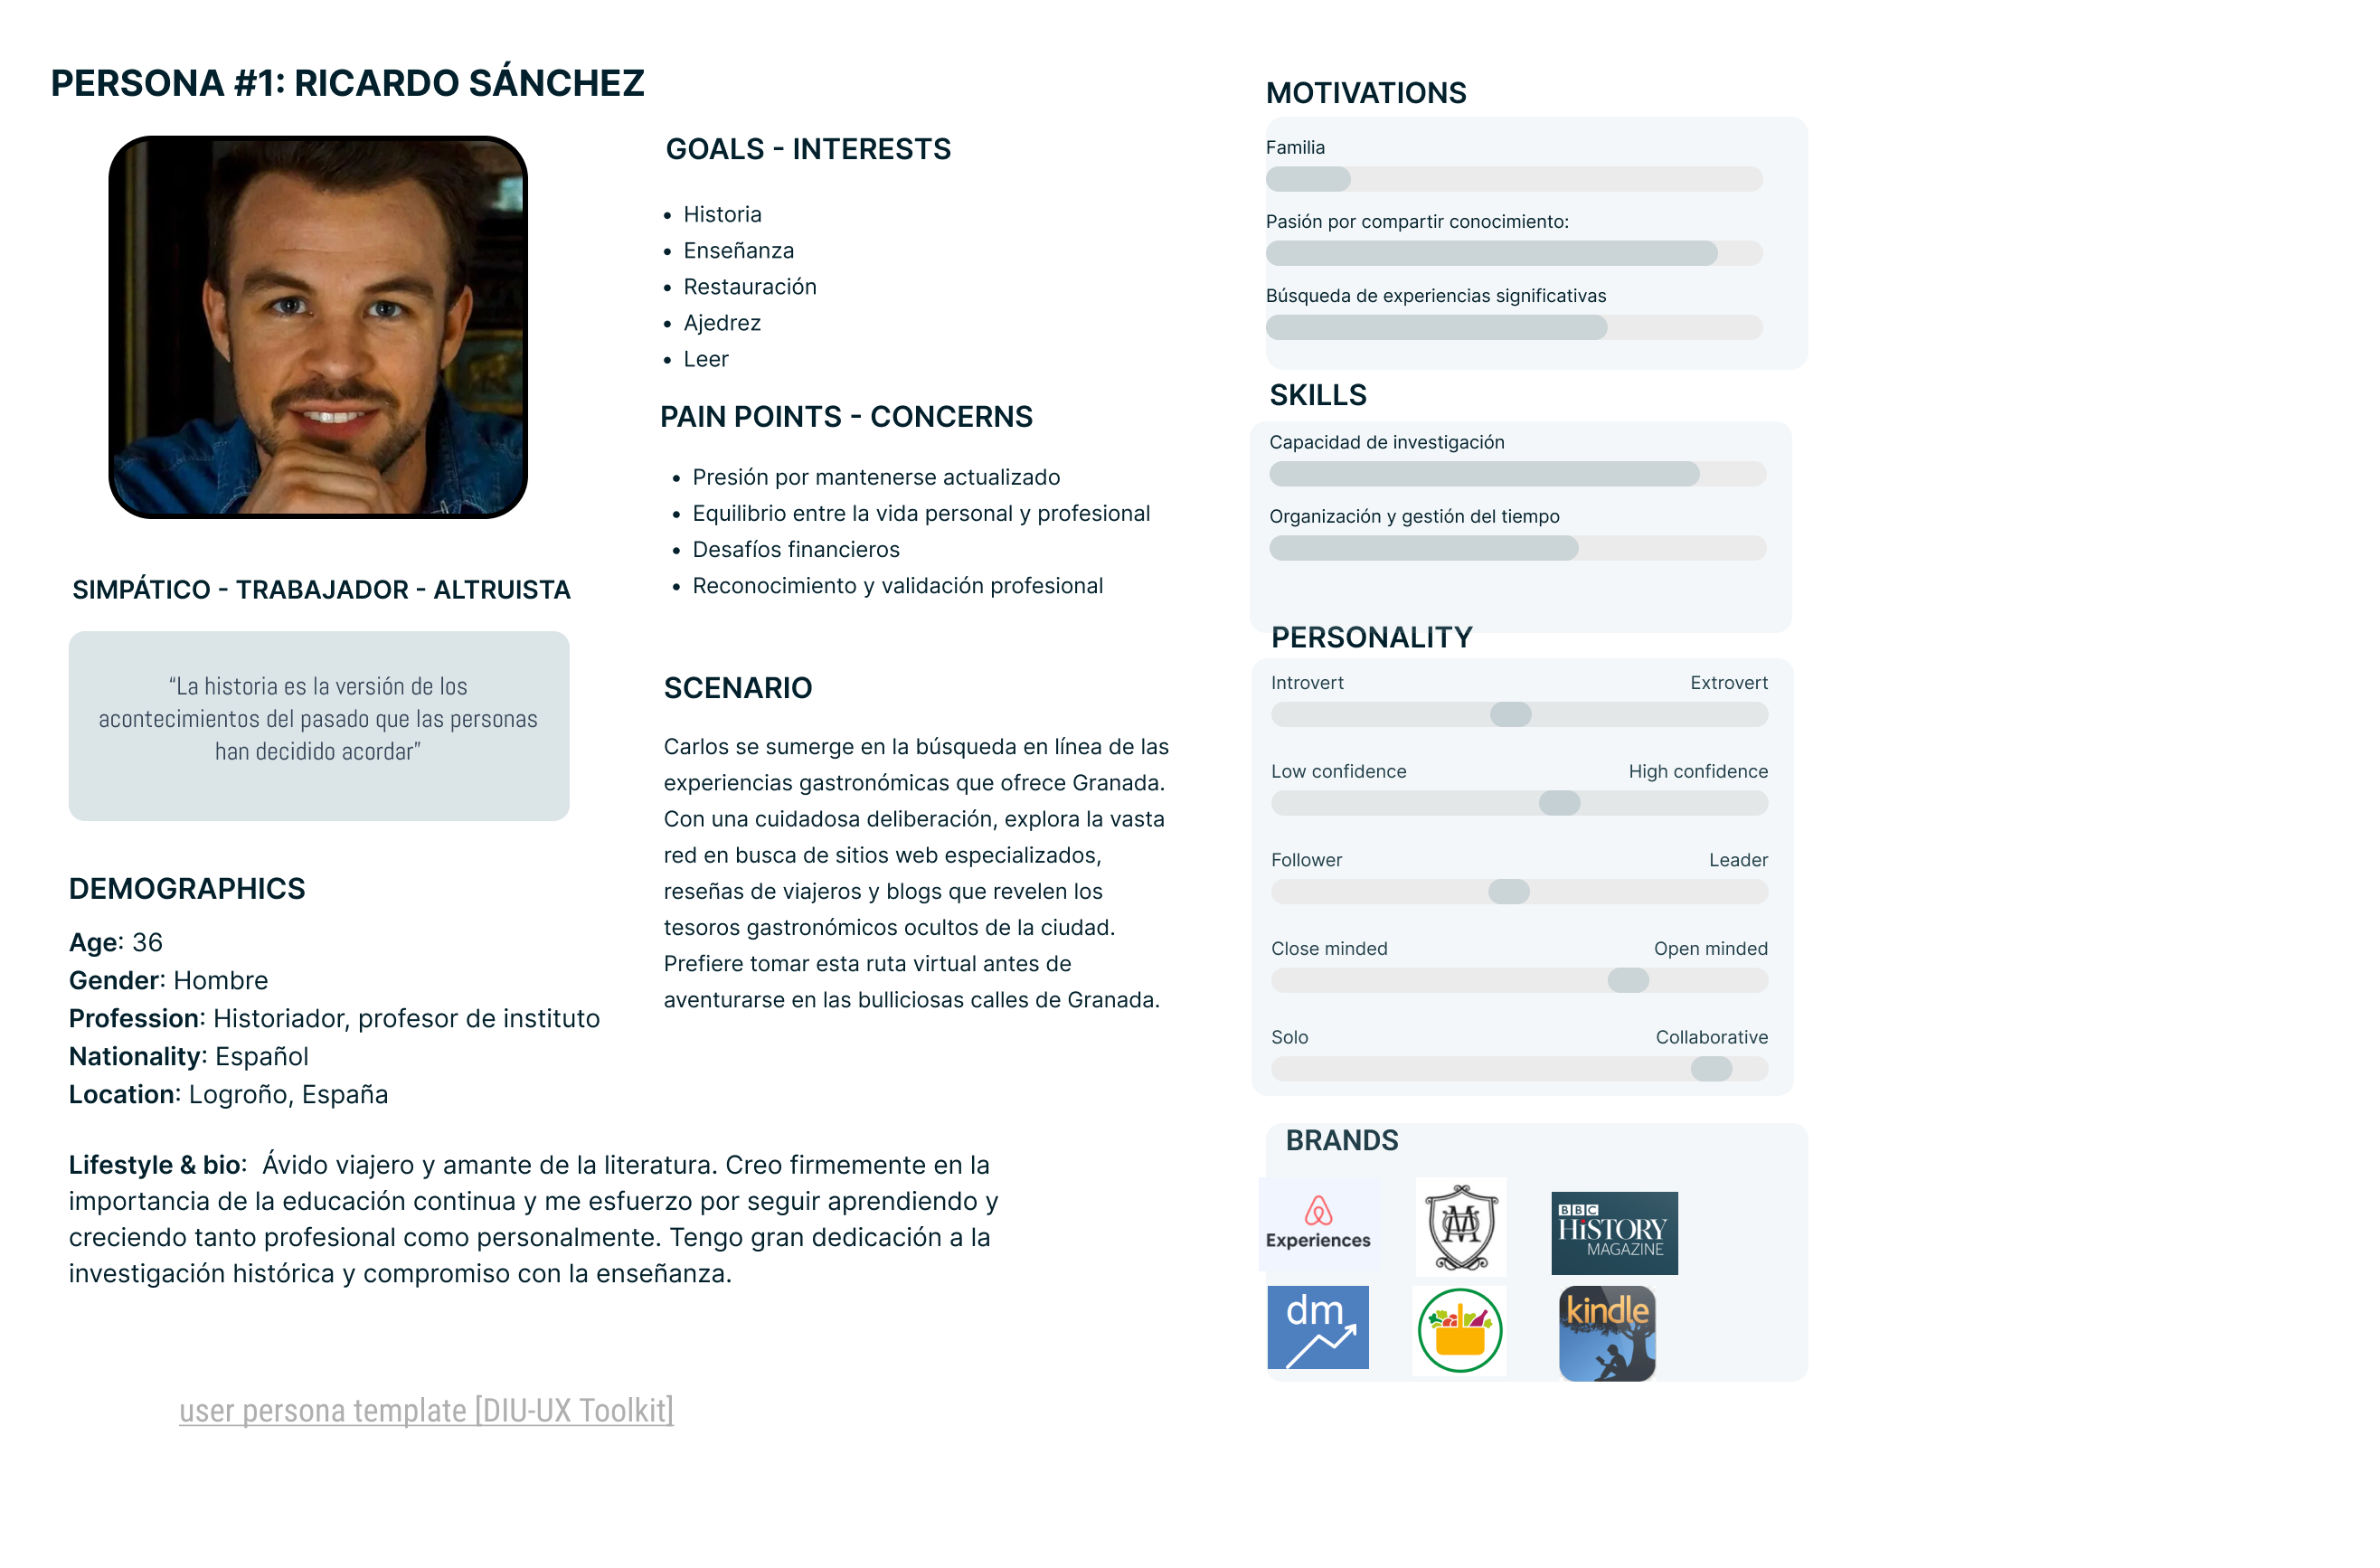 PERSONA #1: RICARDO SÁNCHEZ
SIMPÁTICO - TRABAJADOR - ALTRUISTA
“La historia es la versión de los
acontecimientos del pasado que las personas
han decidido acordar”
DEMOGRAPHICS
Age: 36
Gender: Hombre
Profession: Historiador, profesor de instituto
Nationality: Español
Location: Logroño, España
Lifestyle & bio: Ávido viajero y amante de la literatura. Creo firmemente en la
importancia de la educación continua y me esfuerzo por seguir aprendiendo y
creciendo tanto profesional como personalmente. Tengo gran dedicación a la
investigación histórica y compromiso con la enseñanza.
user persona template [DIU-UX Toolkit]
GOALS - INTERESTS
• Historia
• Enseñanza
• Restauración
• Ajedrez
• Leer
PAIN POINTS - CONCERNS
• Presión por mantenerse actualizado
• Equilibrio entre la vida personal y profesional
• Desafíos financieros
• Reconocimiento y validación profesional
SCENARIO
Carlos se sumerge en la búsqueda en línea de las
experiencias gastronómicas que ofrece Granada.
Con una cuidadosa deliberación, explora la vasta
red en busca de sitios web especializados,
reseñas de viajeros y blogs que revelen los
tesoros gastronómicos ocultos de la ciudad.
Prefiere tomar esta ruta virtual antes de
aventurarse en las bulliciosas calles de Granada.
MOTIVATIONS
Familia
Pasión por compartir conocimiento:
Búsqueda de experiencias significativas
SKILLS
Capacidad de investigación
Organización y gestión del tiempo
PERSONALITY
Introvert Extrovert
Low confidence High confidence
Follower Leader
Close minded Open minded
Solo Collaborative
BRANDS
Experiences
BBC
HiSTORY
MAGAZINE
dm
kindle